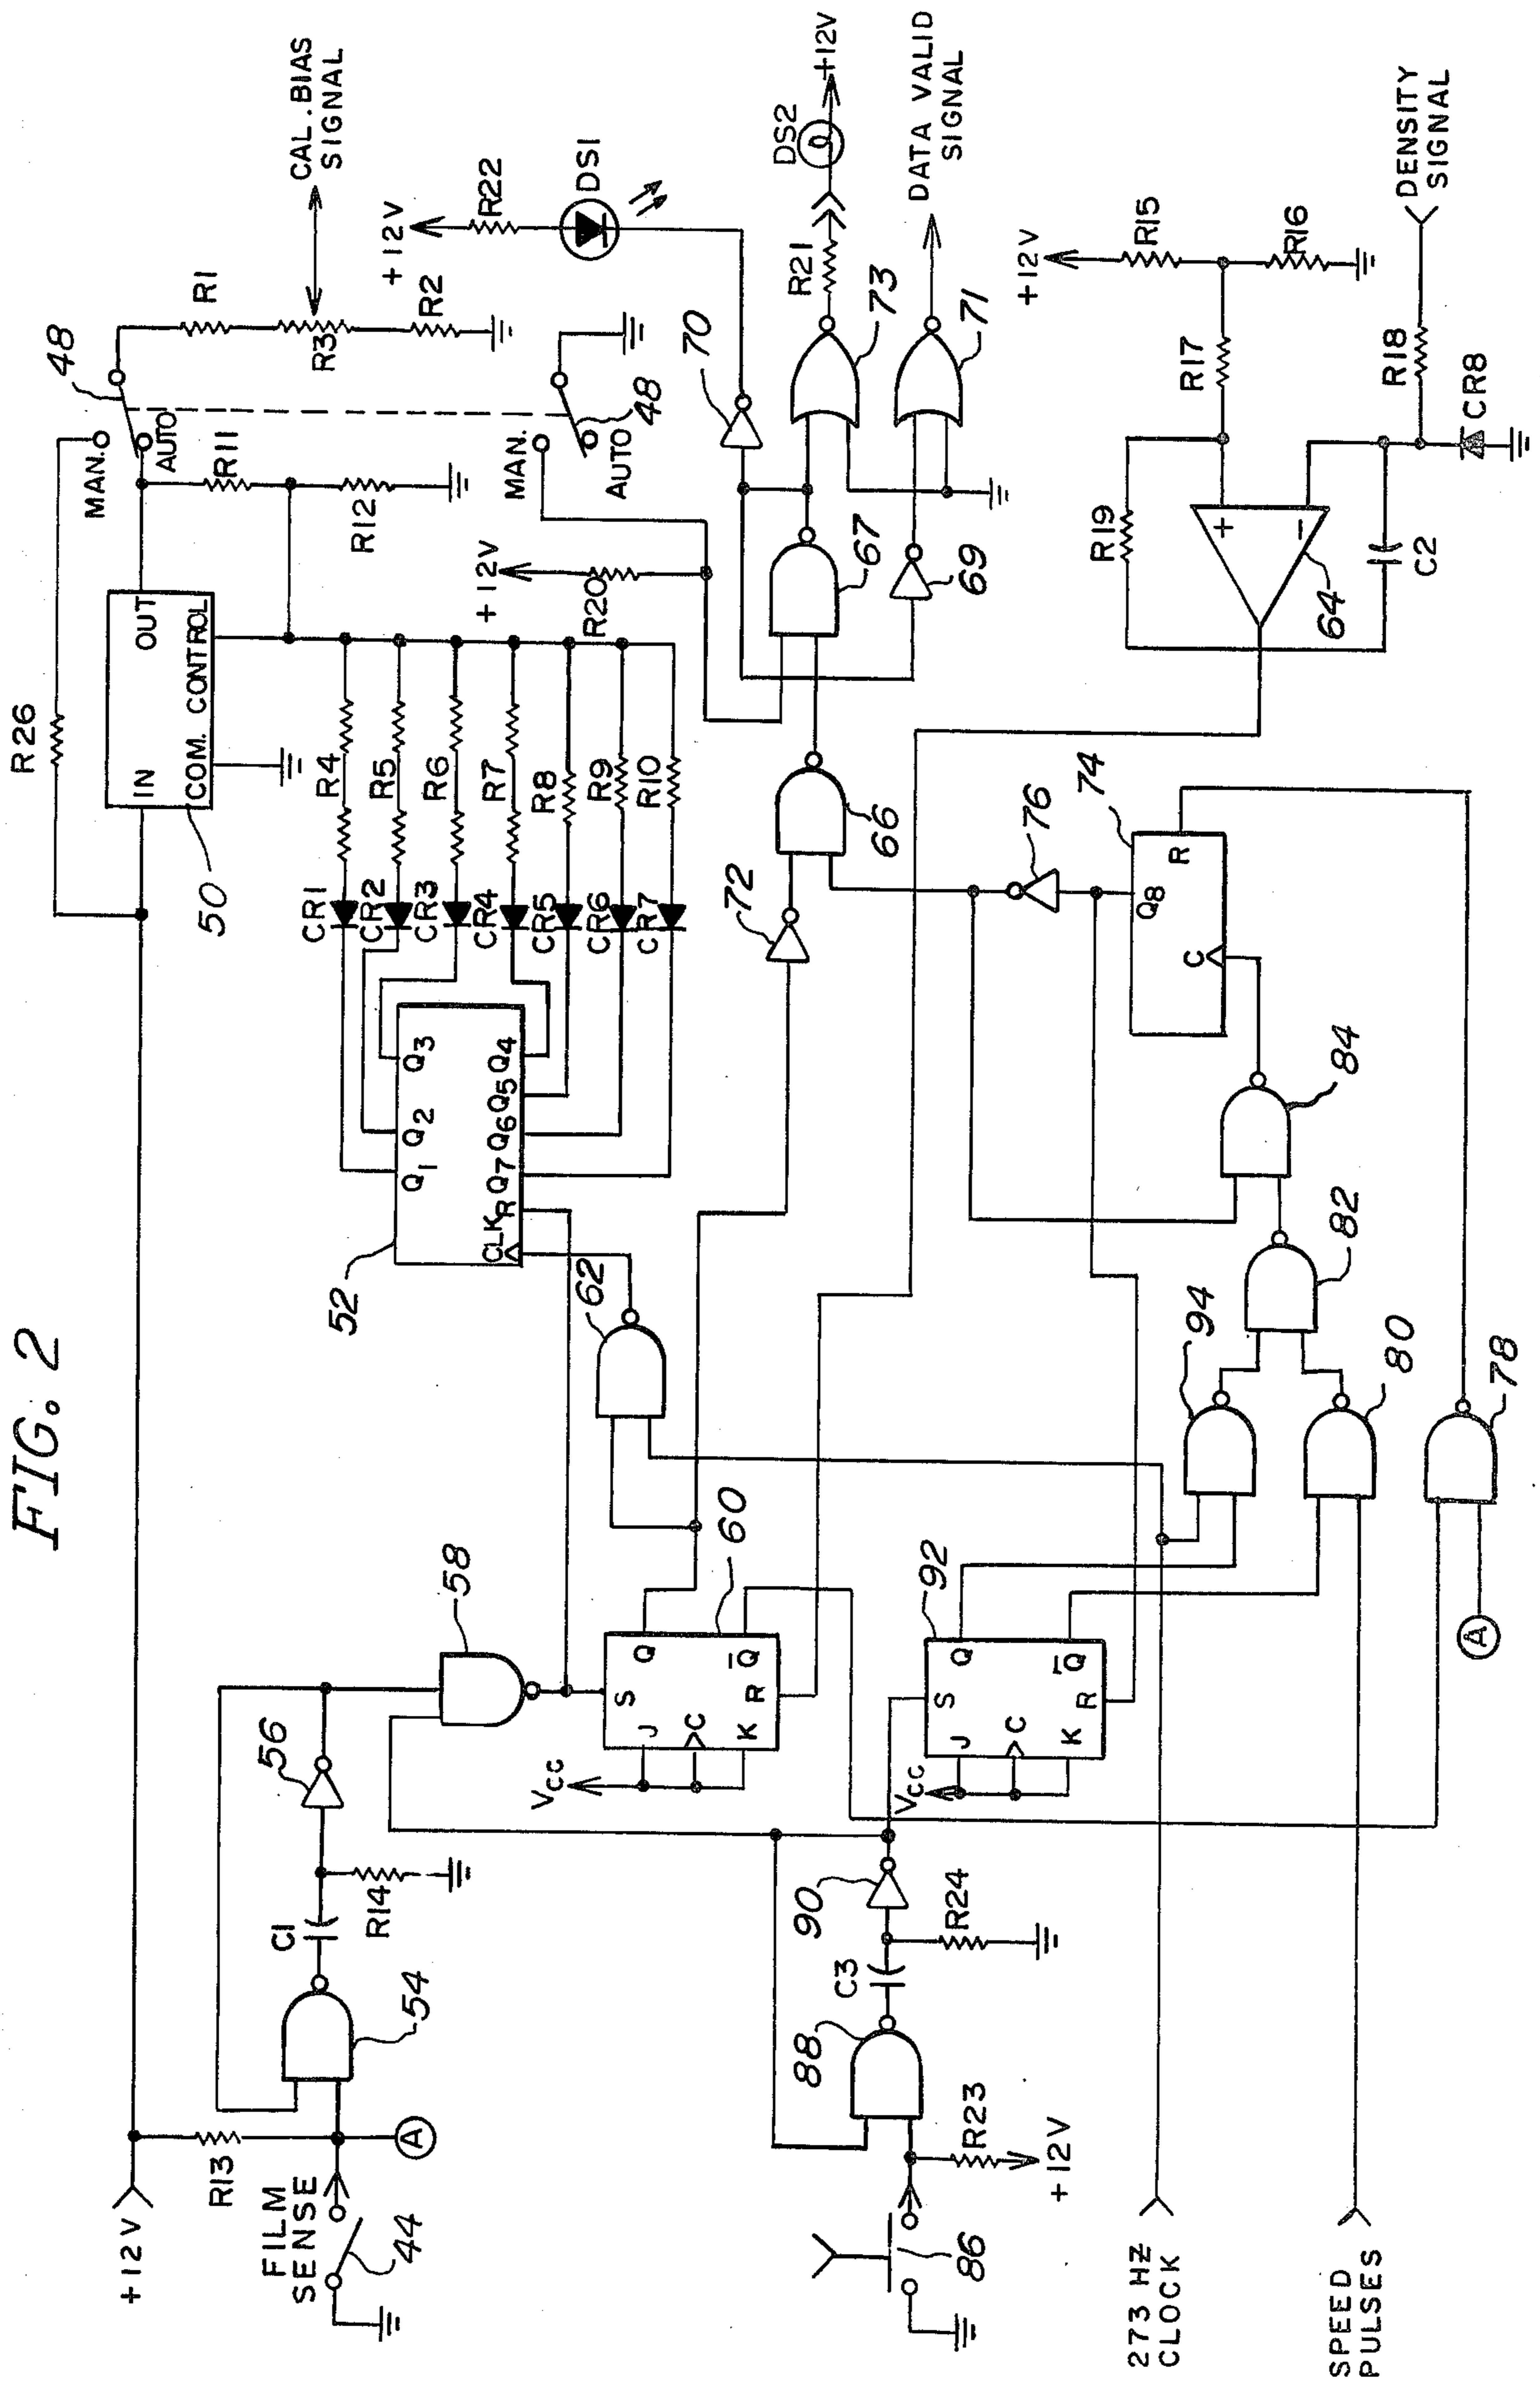 FIG. 2
+12V
R26
MAN.
48
AUTO
R1
R3
R2
CAL. BIAS
SIGNAL
IN
OUT
COM.
CONTROL
50
R11
R12
+12V
R22
DS1
R13
FILM
SENSE
44
A
54
C1
R14
56
58
52
Q1
Q2
Q3
Q4
Q5
Q6
Q7
R
CLK
CR1
CR2
CR3
CR4
CR5
CR6
CR7
R4
R5
R6
R7
R8
R9
R10
+12V
R20
MAN.
AUTO
48
62
VCC
S
J
C
K
Q
Q̅
R
60
72
66
67
69
70
73
71
R21
DS2
+12V
DATA VALID
SIGNAL
86
R23
+12V
88
C3
90
R24
VCC
S
J
C
K
Q
Q̅
R
92
94
80
82
84
78
A
74
C
Q8
R
76
64
+
−
R19
C2
R17
+12V
R15
R16
R18
CR8
DENSITY
SIGNAL
273 HZ
CLOCK
SPEED
PULSES